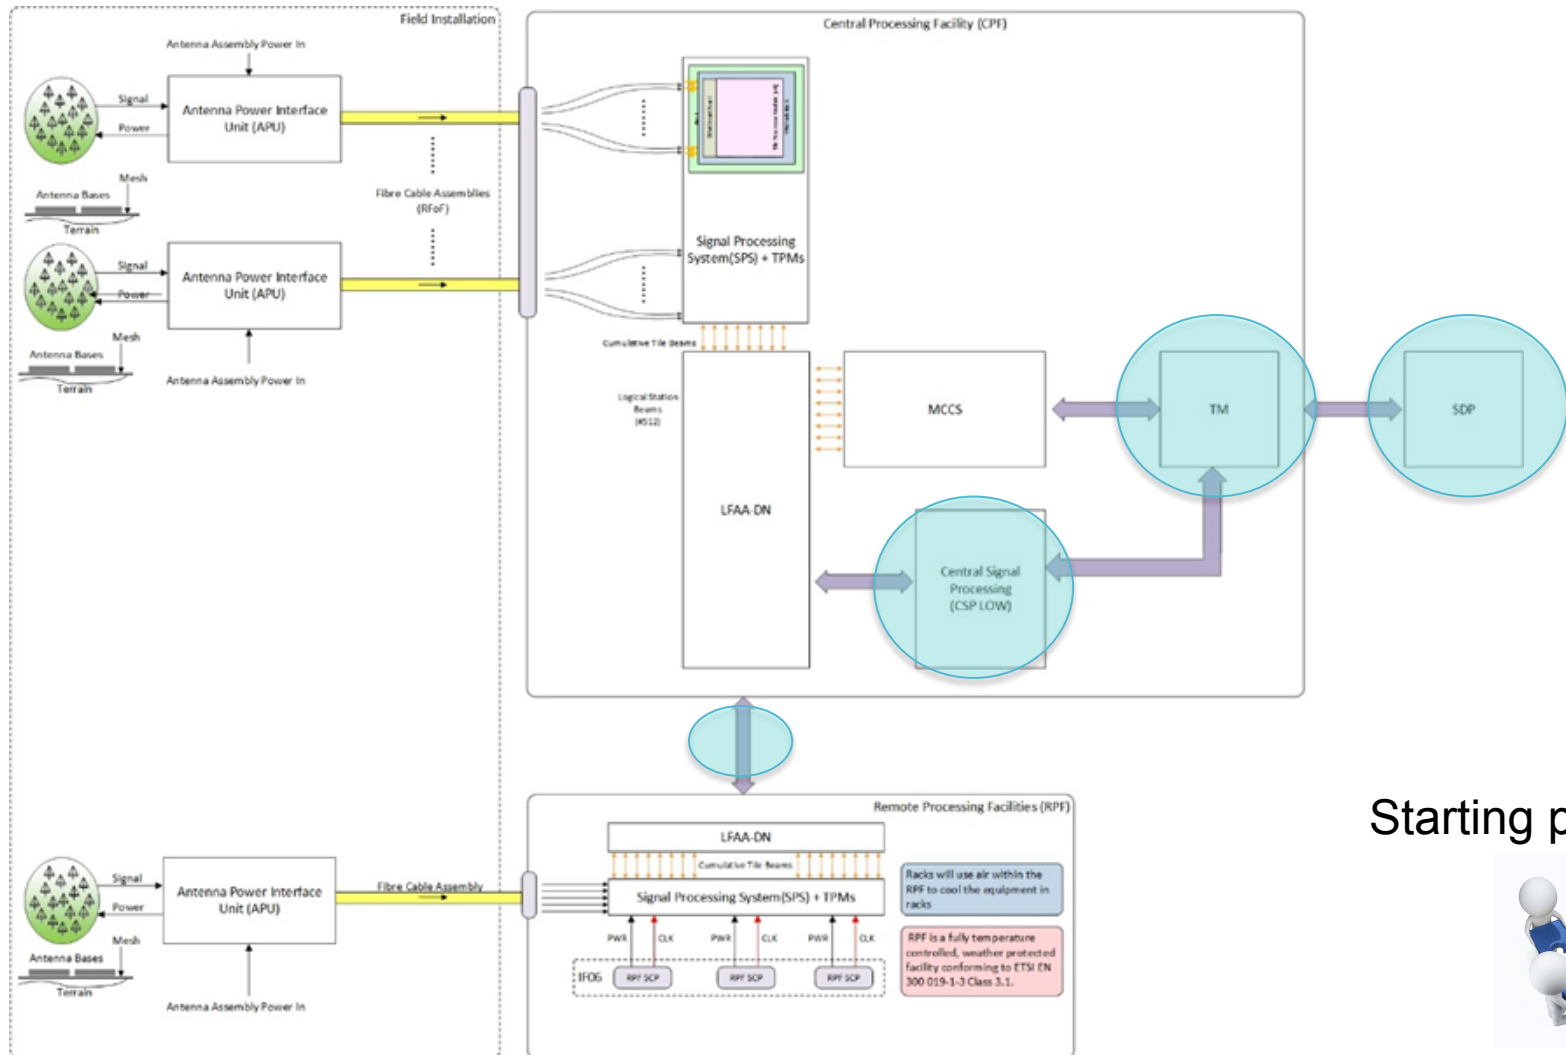 Field Installation
Antenna Assembly Power In
Signal
Power
Antenna Power Interface
Unit (APU)
Mesh
Antenna Bases
Terrain
Fibre Cable Assemblies
(RFoF)
Signal
Power
Antenna Power Interface
Unit (APU)
Mesh
Antenna Bases
Terrain
Antenna Assembly Power In
Signal
Power
Antenna Power Interface
Unit (APU)
Fibre Cable Assembly
Mesh
Antenna Bases
Terrain
Antenna Assembly Power In
Central Processing Facility (CPF)
Signal Processing
System(SPS) + TPMs
Cumulative Tile Beams
Logical Station
Beams
(#512)
LFAA-DN
MCCS
TM
SDP
Central Signal
Processing
(CSP LOW)
Remote Processing Facilities (RPF)
LFAA-DN
Cumulative Tile Beams
Signal Processing System(SPS) + TPMs
PWR
CLK
PWR
CLK
PWR
CLK
IF06
RPF SCP
RPF SCP
RPF SCP
Racks will use air within the
RPF to cool the equipment in
racks
RPF is a fully temperature
controlled, weather protected
facility conforming to ETSI EN
300 019-1-3 Class 3.1.
Starting p